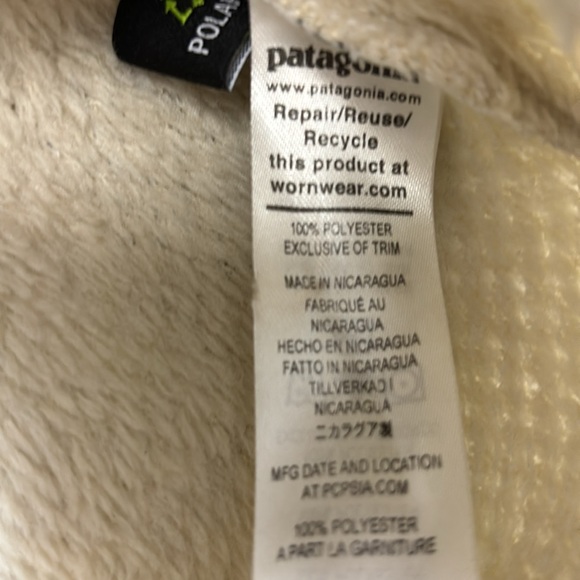 POLA
patagonia
www.patagonia.com
Repair/Reuse/
Recycle
this product at
wornwear.com
100% POLYESTER
EXCLUSIVE OF TRIM
MADE IN NICARAGUA
FABRIQUÉ AU
NICARAGUA
HECHO EN NICARAGUA
FATTO IN NICARAGUA
TILLVERKAD I
NICARAGUA
ニカラグア製
MFG DATE AND LOCATION
AT PCPSIA.COM
100% POLYESTER
A PART LA GARNITURE